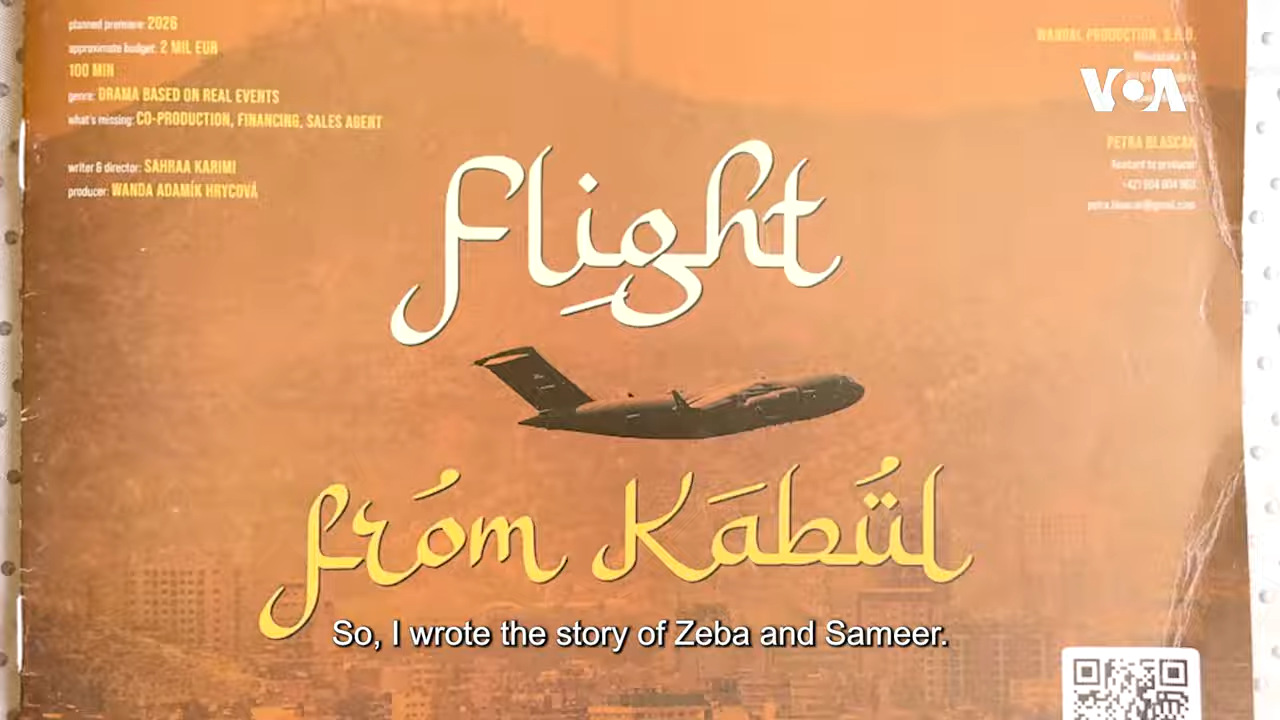 planned premiere: 2026
approximate budget: 2 MIL EUR
100 MIN
genre: DRAMA BASED ON REAL EVENTS
what's missing: CO-PRODUCTION, FINANCING, SALES AGENT
writer & director: SAHRAA KARIMI
producer: WANDA ADAMÍK HRYCOVÁ
WANDAL PRODUCTION, S.R.O.
VOA
PETRA BLASCAK
flight
from Kabul
So, I wrote the story of Zeba and Sameer.